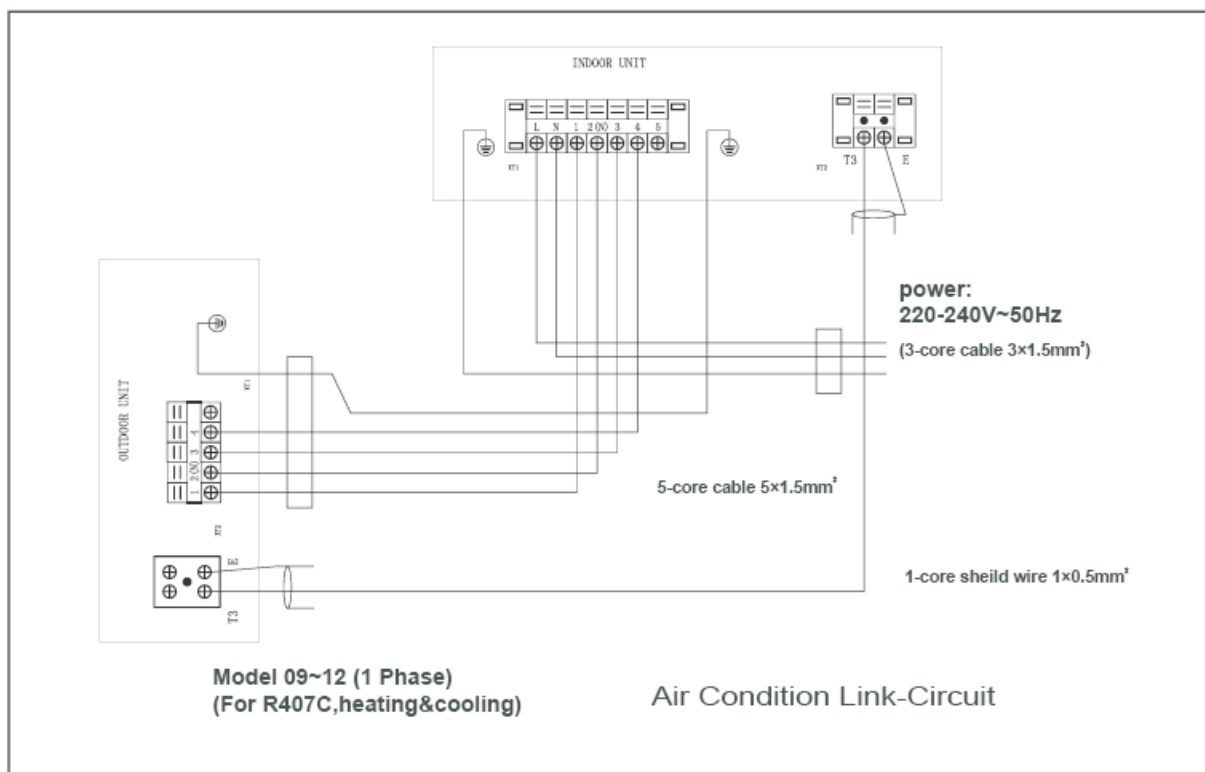 INDOOR UNIT
L N 1 2(N) 3 4 5
XT1
XT2
T3
E
power:
220-240V~50Hz
(3-core cable 3×1.5mm²)
OUTDOOR UNIT
XT1
4
3
2(N)
1
5-core cable 5×1.5mm²
XT2
T3
1-core sheild wire 1×0.5mm²
Model 09~12 (1 Phase)
(For R407C,heating&cooling)
Air Condition Link-Circuit